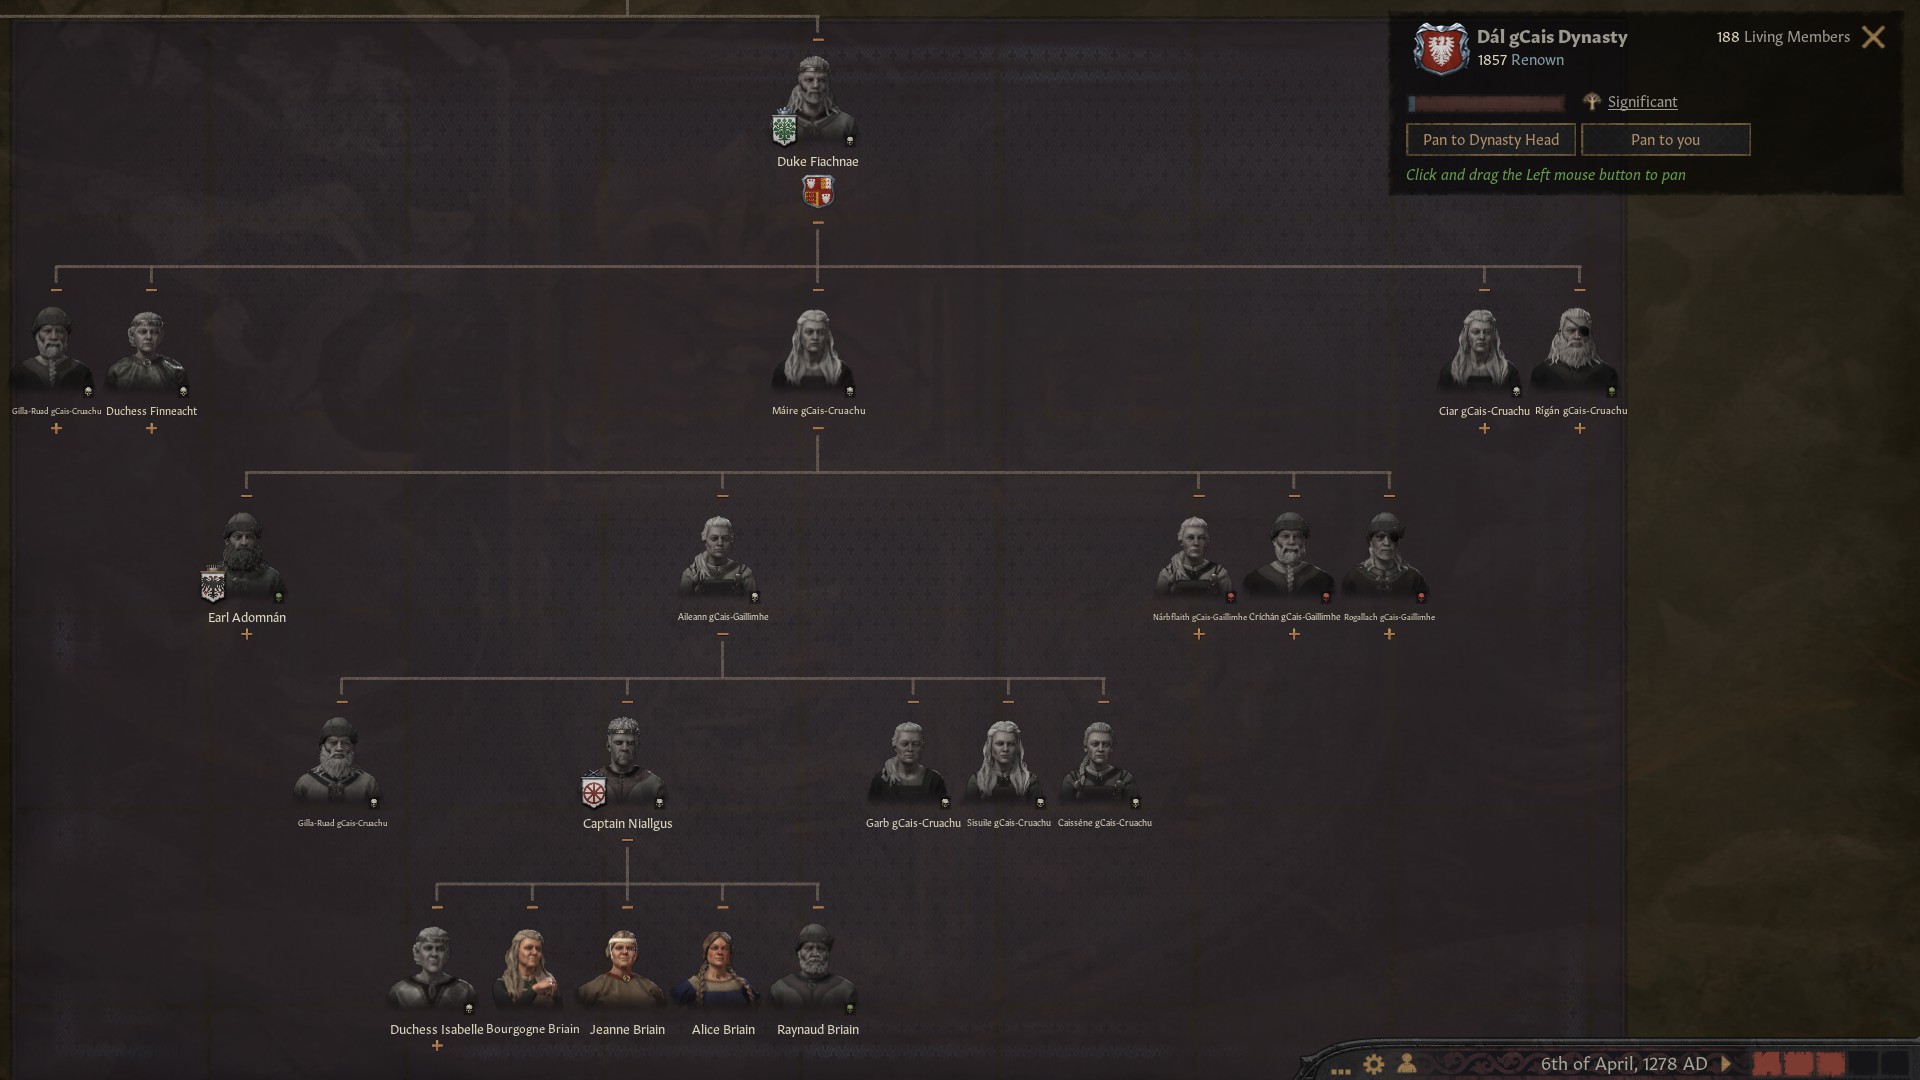 Dál gCais Dynasty
188 Living Members
1857 Renown
Significant
Pan to Dynasty Head
Pan to you
Click and drag the Left mouse button to pan
Duke Fiachnae
Gilla-Ruad gCais-Cruachu
Duchess Finneacht
Máire gCais-Cruachu
Ciar gCais-Cruachu
Rígán gCais-Cruachu
Earl Adomnán
Aileann gCais-Gaillimhe
Nárbflaith gCais-Gaillimhe
Críchán gCais-Gaillimhe
Rogallach gCais-Gaillimhe
Gilla-Ruad gCais-Cruachu
Captain Niallgus
Garb gCais-Cruachu
Sisuile gCais-Cruachu
Caisséne gCais-Cruachu
Duchess Isabelle
Bourgogne Briain
Jeanne Briain
Alice Briain
Raynaud Briain
6th of April, 1278 AD